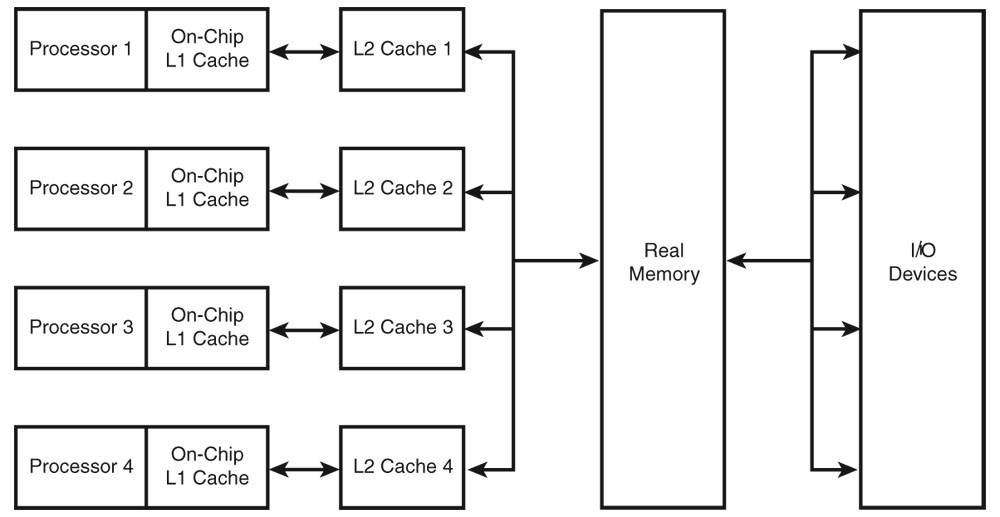 Processor 1
On-Chip
L1 Cache
L2 Cache 1
Processor 2
On-Chip
L1 Cache
L2 Cache 2
Processor 3
On-Chip
L1 Cache
L2 Cache 3
Processor 4
On-Chip
L1 Cache
L2 Cache 4
Real
Memory
I/O
Devices